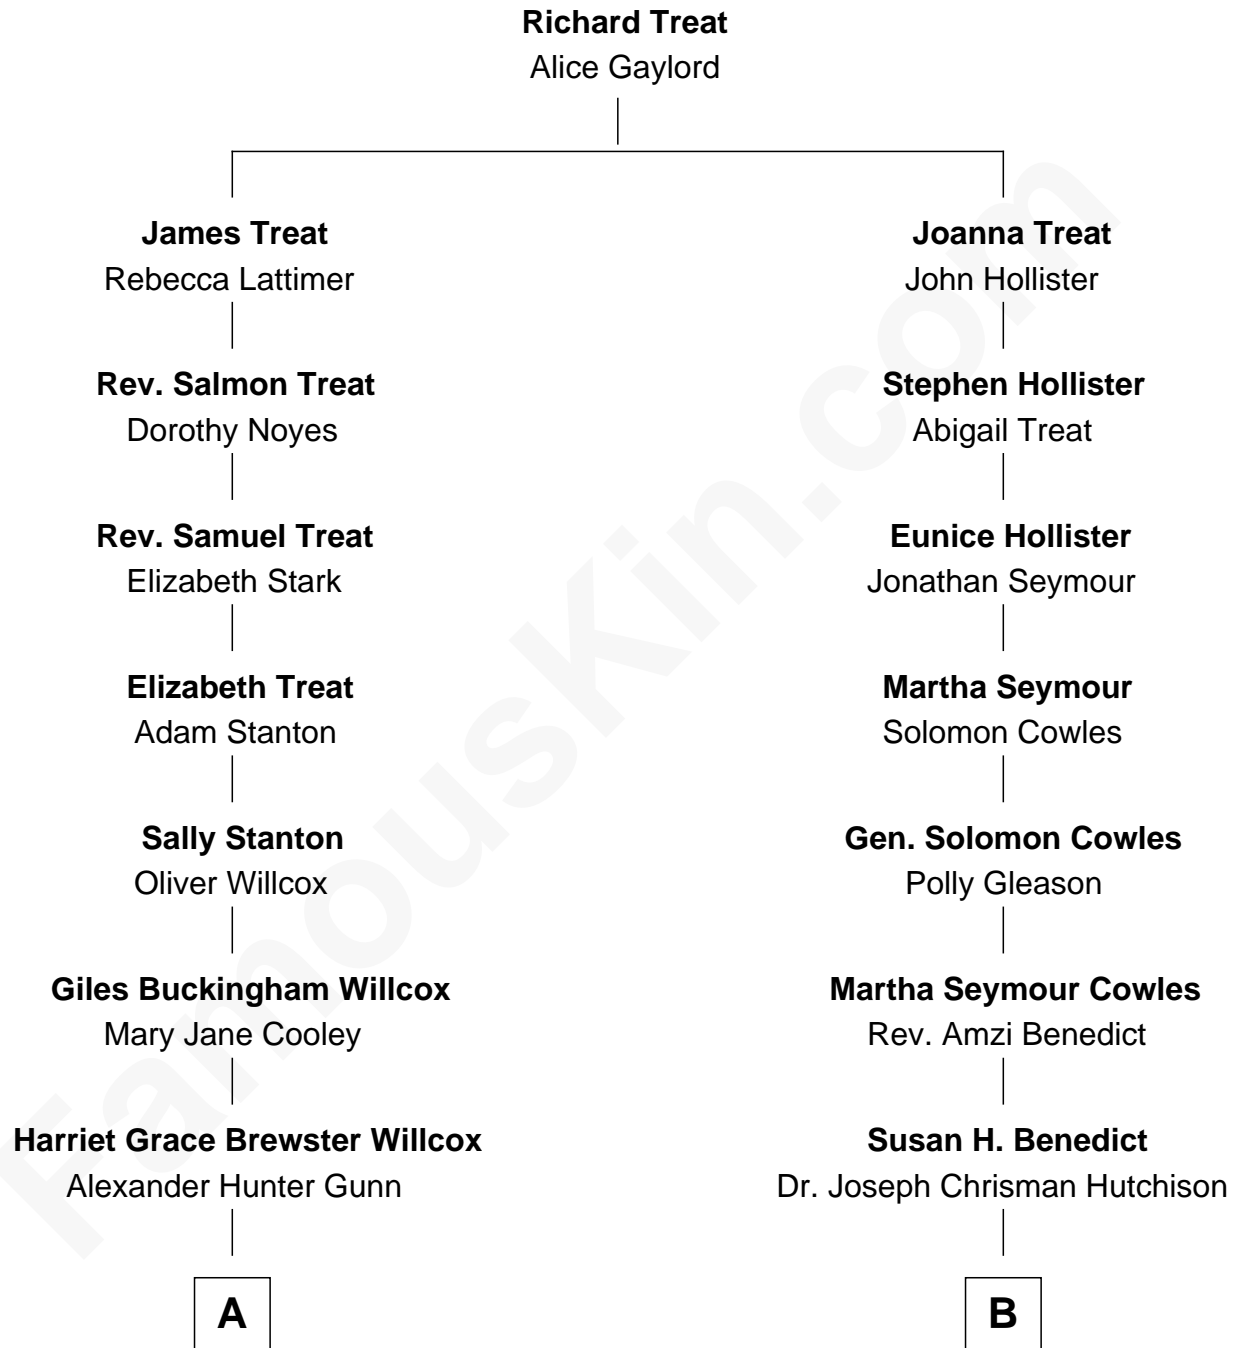 Richard Treat
Alice Gaylord
James Treat
Rebecca Lattimer
Rev. Salmon Treat
Dorothy Noyes
Rev. Samuel Treat
Elizabeth Stark
Elizabeth Treat
Adam Stanton
Sally Stanton
Oliver Willcox
Giles Buckingham Willcox
Mary Jane Cooley
Harriet Grace Brewster Willcox
Alexander Hunter Gunn
A
Joanna Treat
John Hollister
Stephen Hollister
Abigail Treat
Eunice Hollister
Jonathan Seymour
Martha Seymour
Solomon Cowles
Gen. Solomon Cowles
Polly Gleason
Martha Seymour Cowles
Rev. Amzi Benedict
Susan H. Benedict
Dr. Joseph Chrisman Hutchison
B
FamousKin.com